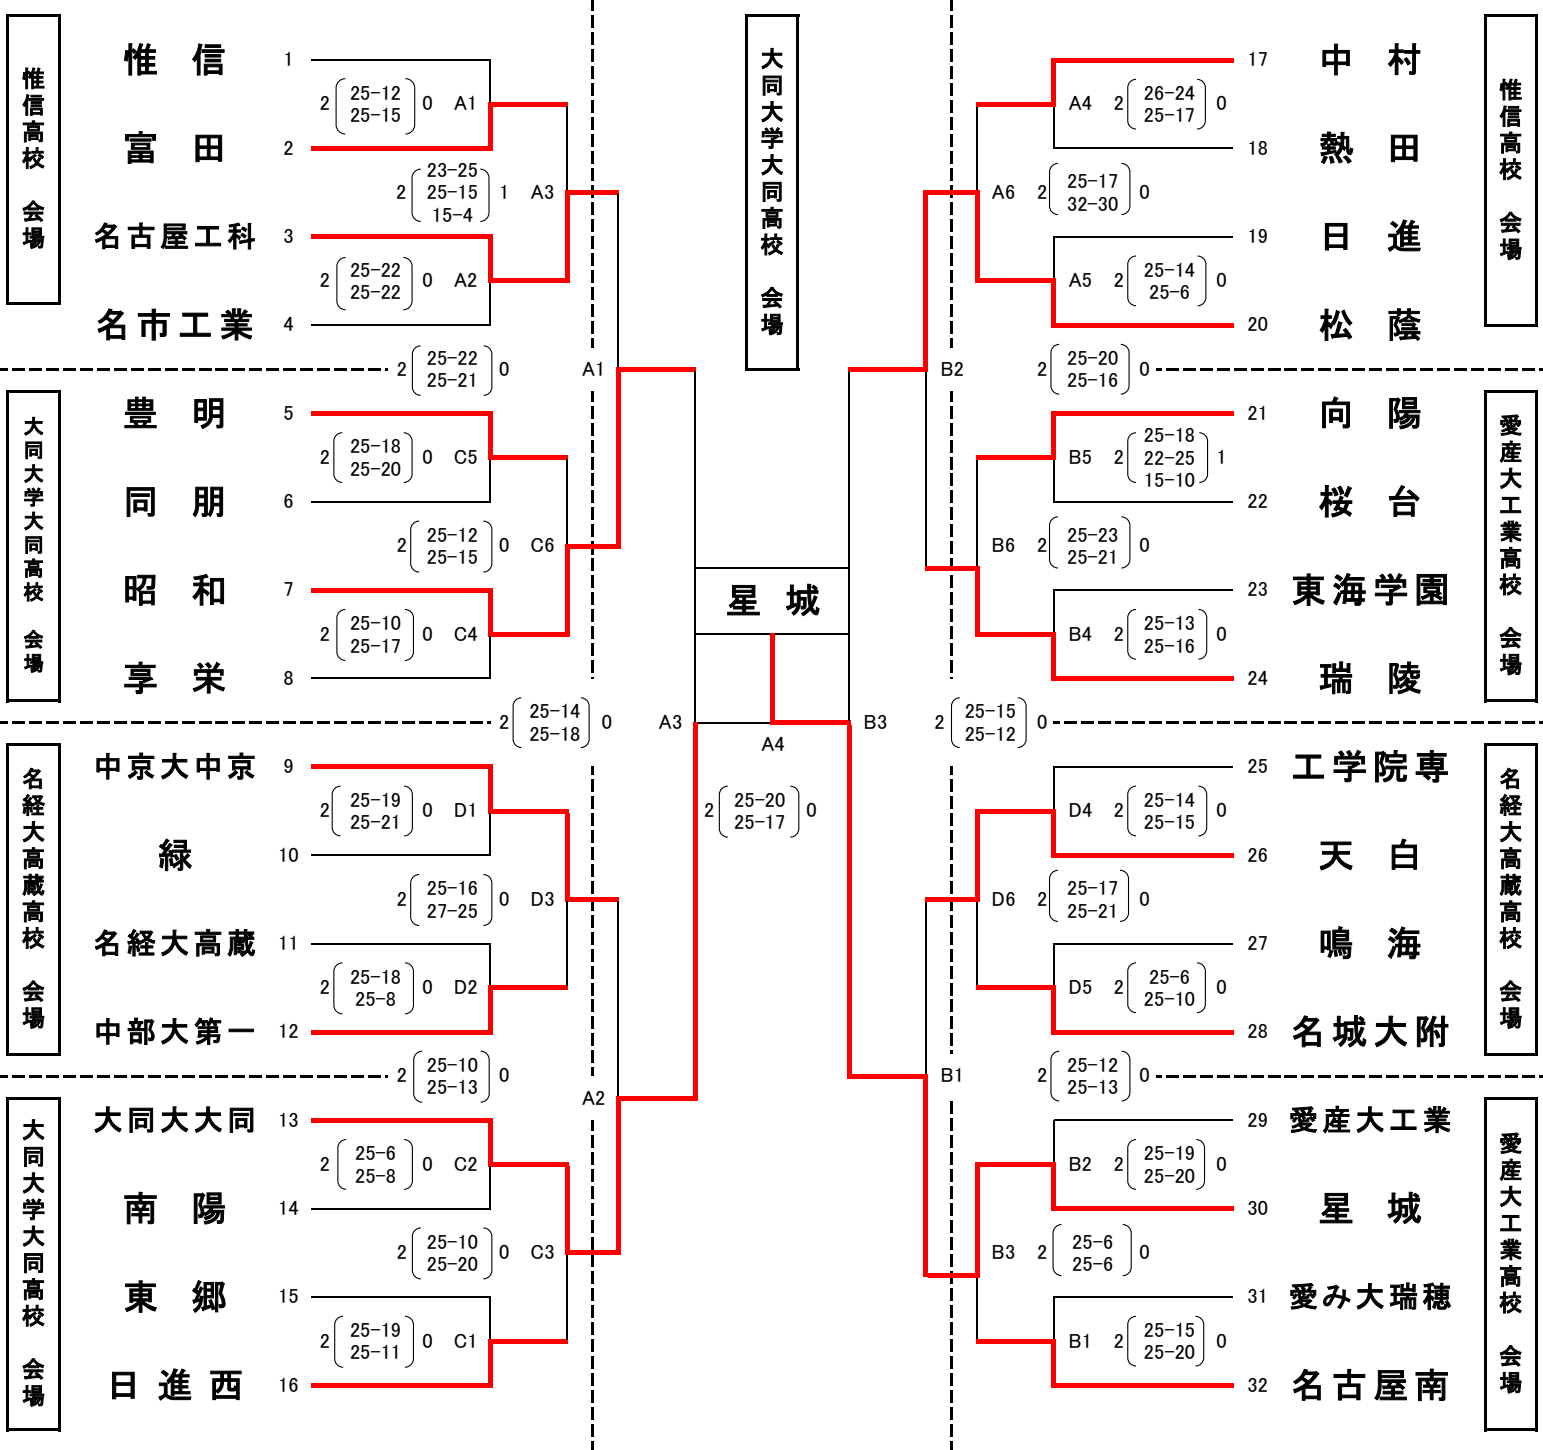 惟信高校 会場
惟信 1
2 25-12 0 A1
25-15
富田 2
23-25
2 25-15 1 A3
15-4
名古屋工科 3
2 25-22 0 A2
25-22
名市工業 4
2 25-22 0 A1
25-21
大同大学大同高校 会場
豊明 5
2 25-18 0 C5
25-20
同朋 6
2 25-12 0 C6
25-15
昭和 7
2 25-10 0 C4
25-17
享栄 8
2 25-14 0 A3
25-18
名経大高蔵高校 会場
中京大中京 9
2 25-19 0 D1
25-21
緑 10
2 25-16 0 D3
27-25
名経大高蔵 11
2 25-18 0 D2
25-8
中部大第一 12
2 25-10 0 A2
25-13
大同大学大同高校 会場
大同大大同 13
2 25-6 0 C2
25-8
南陽 14
2 25-10 0 C3
25-20
東郷 15
2 25-19 0 C1
25-11
日進西 16
大同大学大同高校 会場
星城
A4
2 25-20 0
25-17
惟信高校 会場
17 中村
A4 2 26-24 0
25-17
18 熱田
A6 2 25-17 0
32-30
19 日進
A5 2 25-14 0
25-6
20 松蔭
B2 2 25-20 0
25-16
愛産大工業高校 会場
21 向陽
25-18
B5 2 22-25 1
15-10
22 桜台
B6 2 25-23 0
25-21
23 東海学園
B4 2 25-13 0
25-16
24 瑞陵
B3 2 25-15 0
25-12
名経大高蔵高校 会場
25 工学院専
D4 2 25-14 0
25-15
26 天白
D6 2 25-17 0
25-21
27 鳴海
D5 2 25-6 0
25-10
28 名城大附
B1 2 25-12 0
25-13
愛産大工業高校 会場
29 愛産大工業
B2 2 25-19 0
25-20
30 星城
B3 2 25-6 0
25-6
31 愛み大瑞穂
B1 2 25-15 0
25-20
32 名古屋南